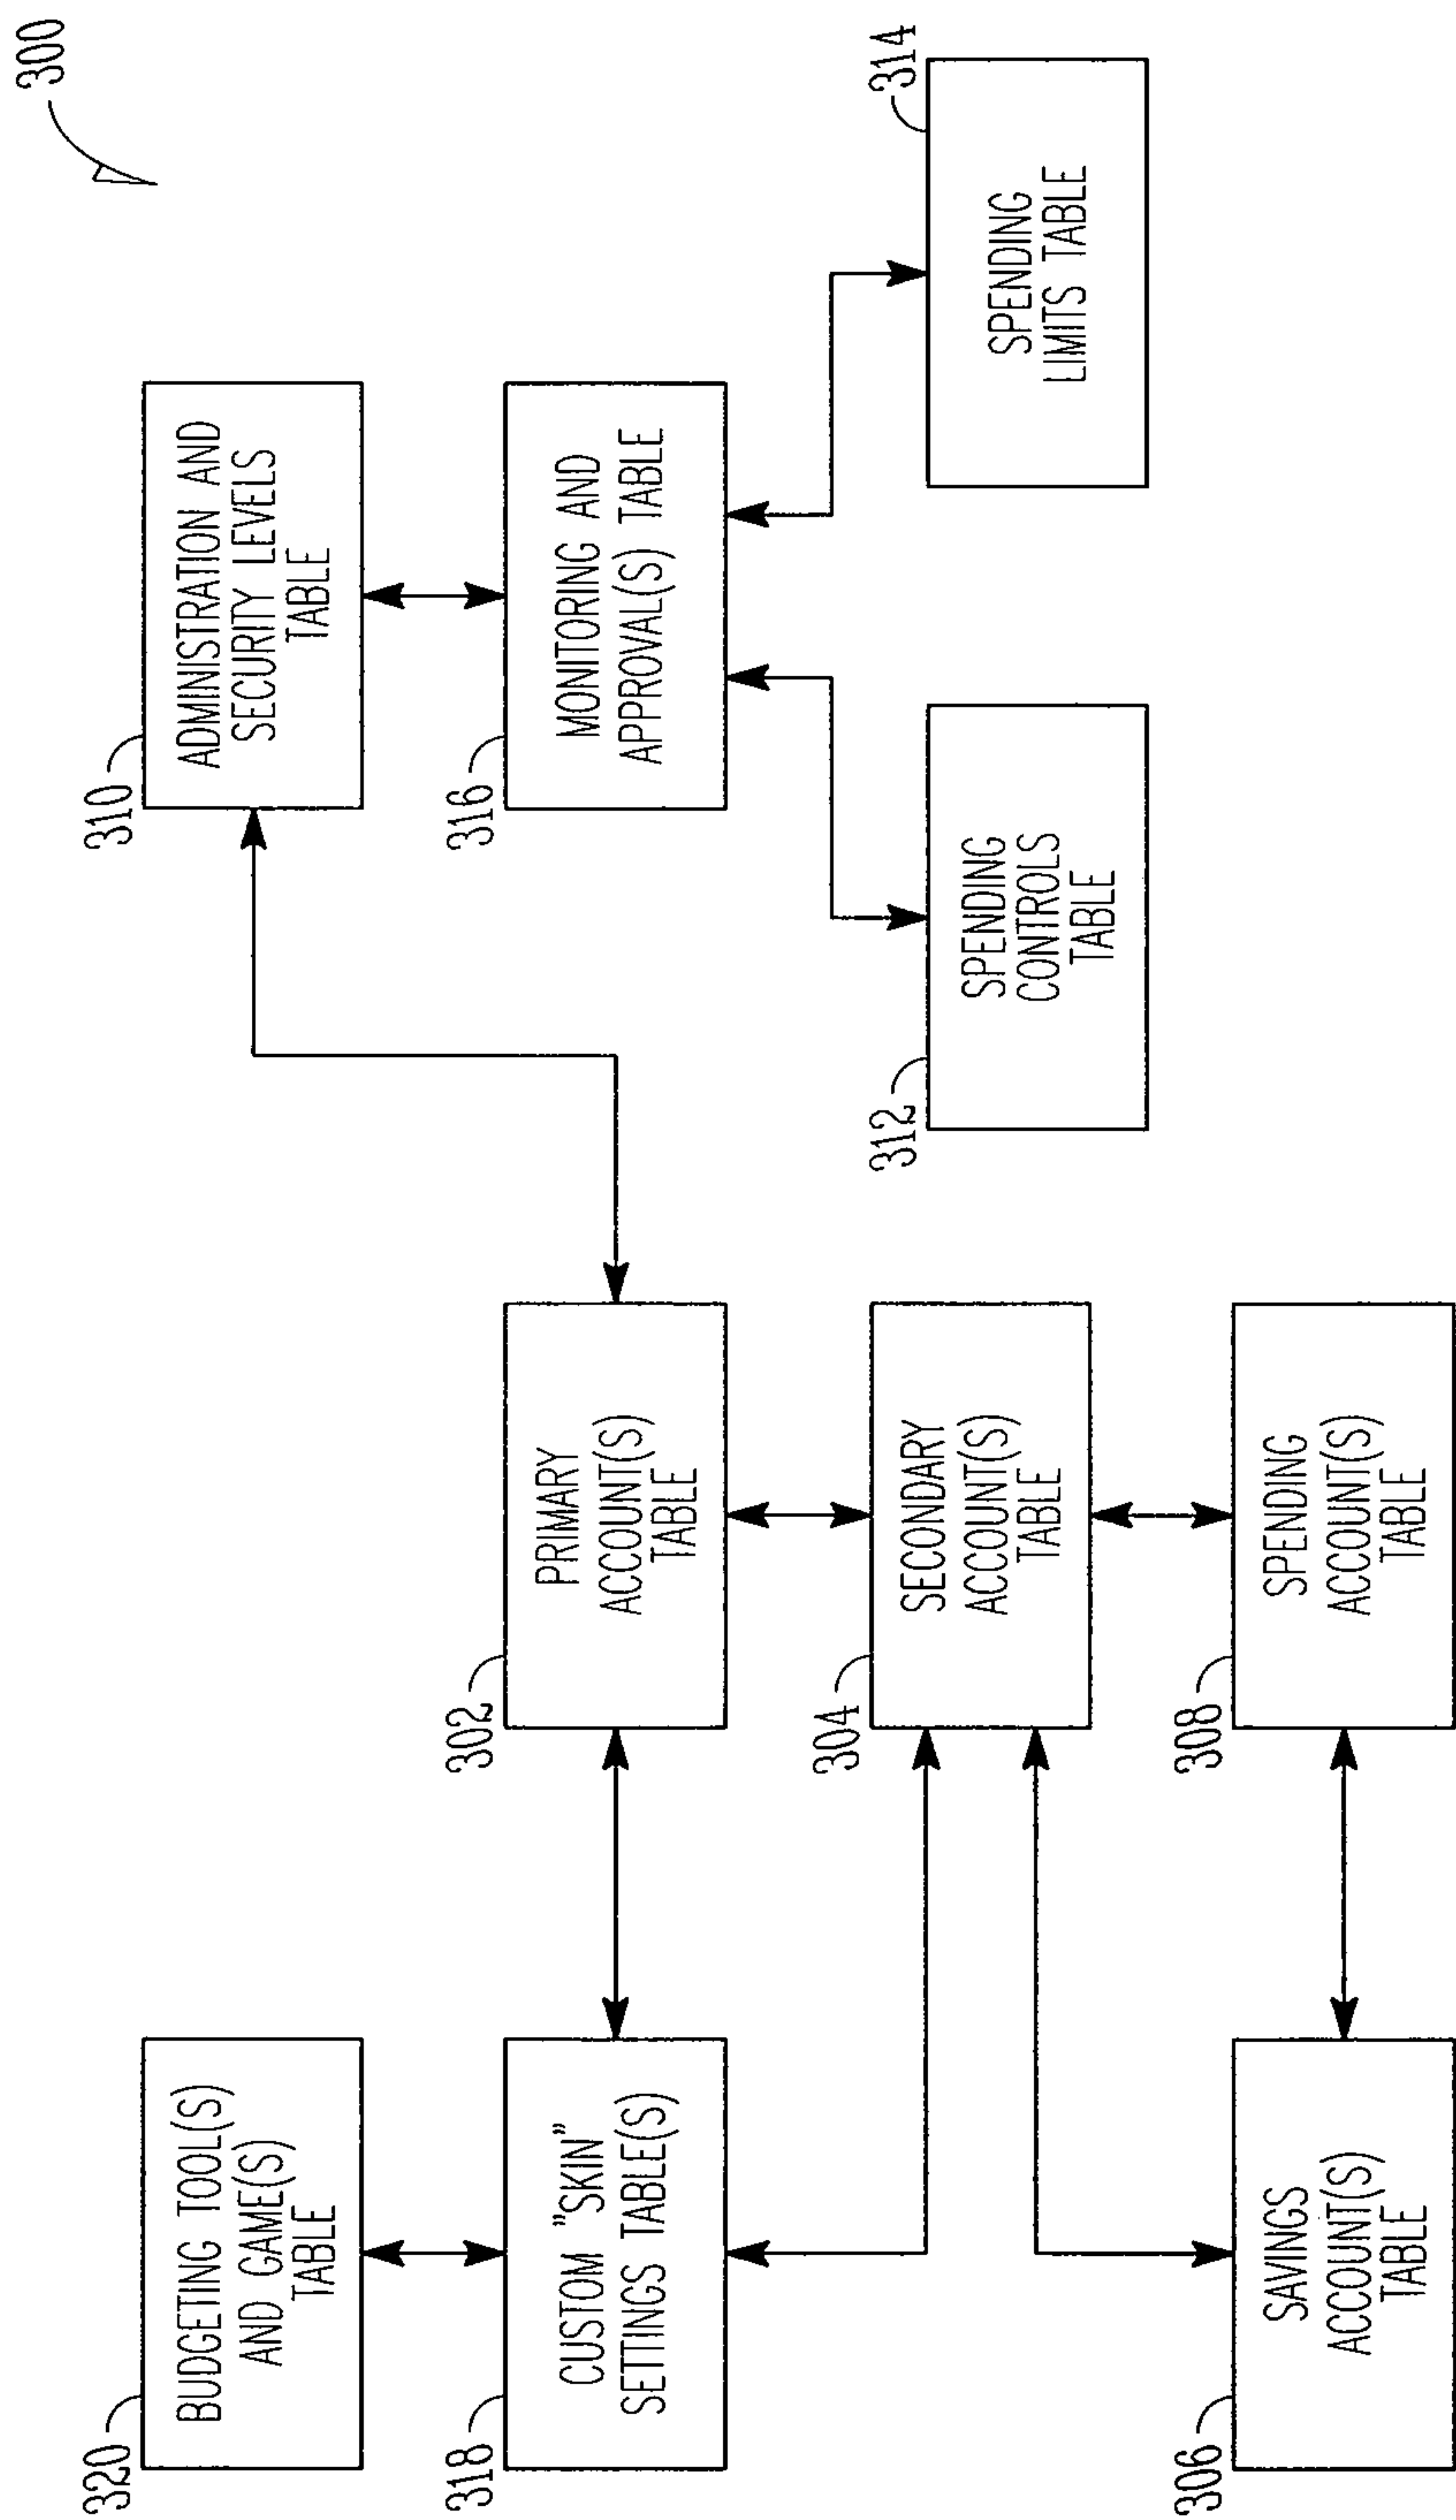 300
320
BUDGETING TOOL(S)
AND GAME(S)
TABLE
310
ADMINISTRATION AND
SECURITY LEVELS
TABLE
318
CUSTOM "SKIN"
SETTINGS TABLE(S)
302
PRIMARY
ACCOUNT(S)
TABLE
316
MONITORING AND
APPROVAL(S) TABLE
304
SECONDARY
ACCOUNT(S)
TABLE
312
SPENDING
CONTROLS
TABLE
314
SPENDING
LIMITS TABLE
306
SAVINGS
ACCOUNT(S)
TABLE
308
SPENDING
ACCOUNT(S)
TABLE